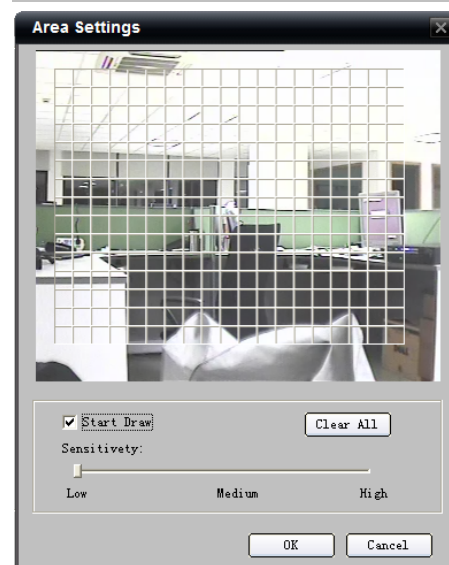 Area Settings
Start Draw
Clear All
Sensitivety:
Low Medium High
OK Cancel